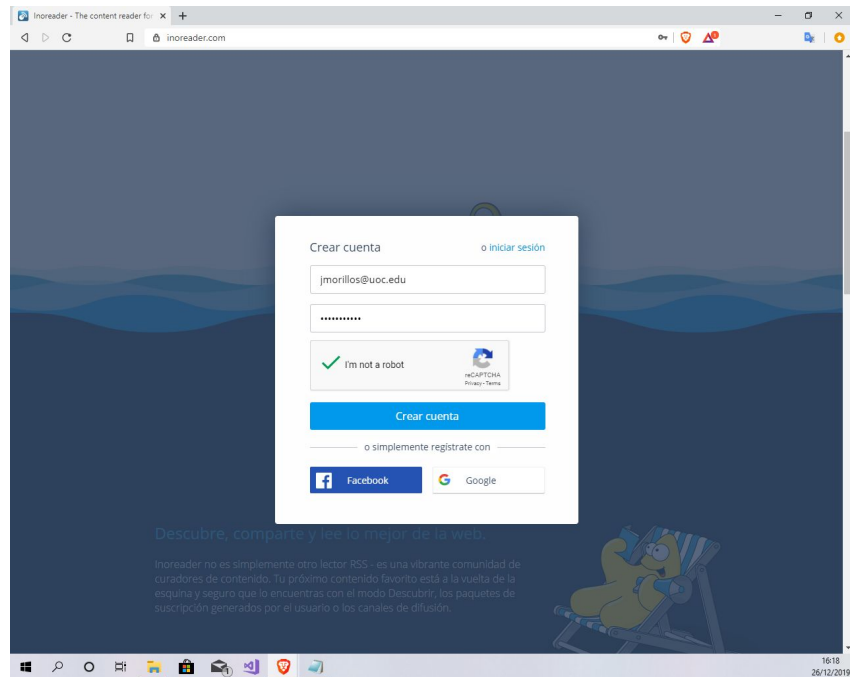 Inoreader - The content reader for
inoreader.com
Crear cuenta
o iniciar sesión
jmorillos@uoc.edu
•••••••••••
I'm not a robot
reCAPTCHA
Privacy - Terms
Crear cuenta
o simplemente regístrate con
Facebook
Google
Descubre, comparte y lee lo mejor de la web.
Inoreader no es simplemente otro lector RSS - es una vibrante comunidad de
curadores de contenido. Tu próximo contenido favorito está a la vuelta de la
esquina y seguro que lo encuentras con el modo Descubrir, los paquetes de
suscripción generados por el usuario o los canales de difusión.
16:18
26/12/2019